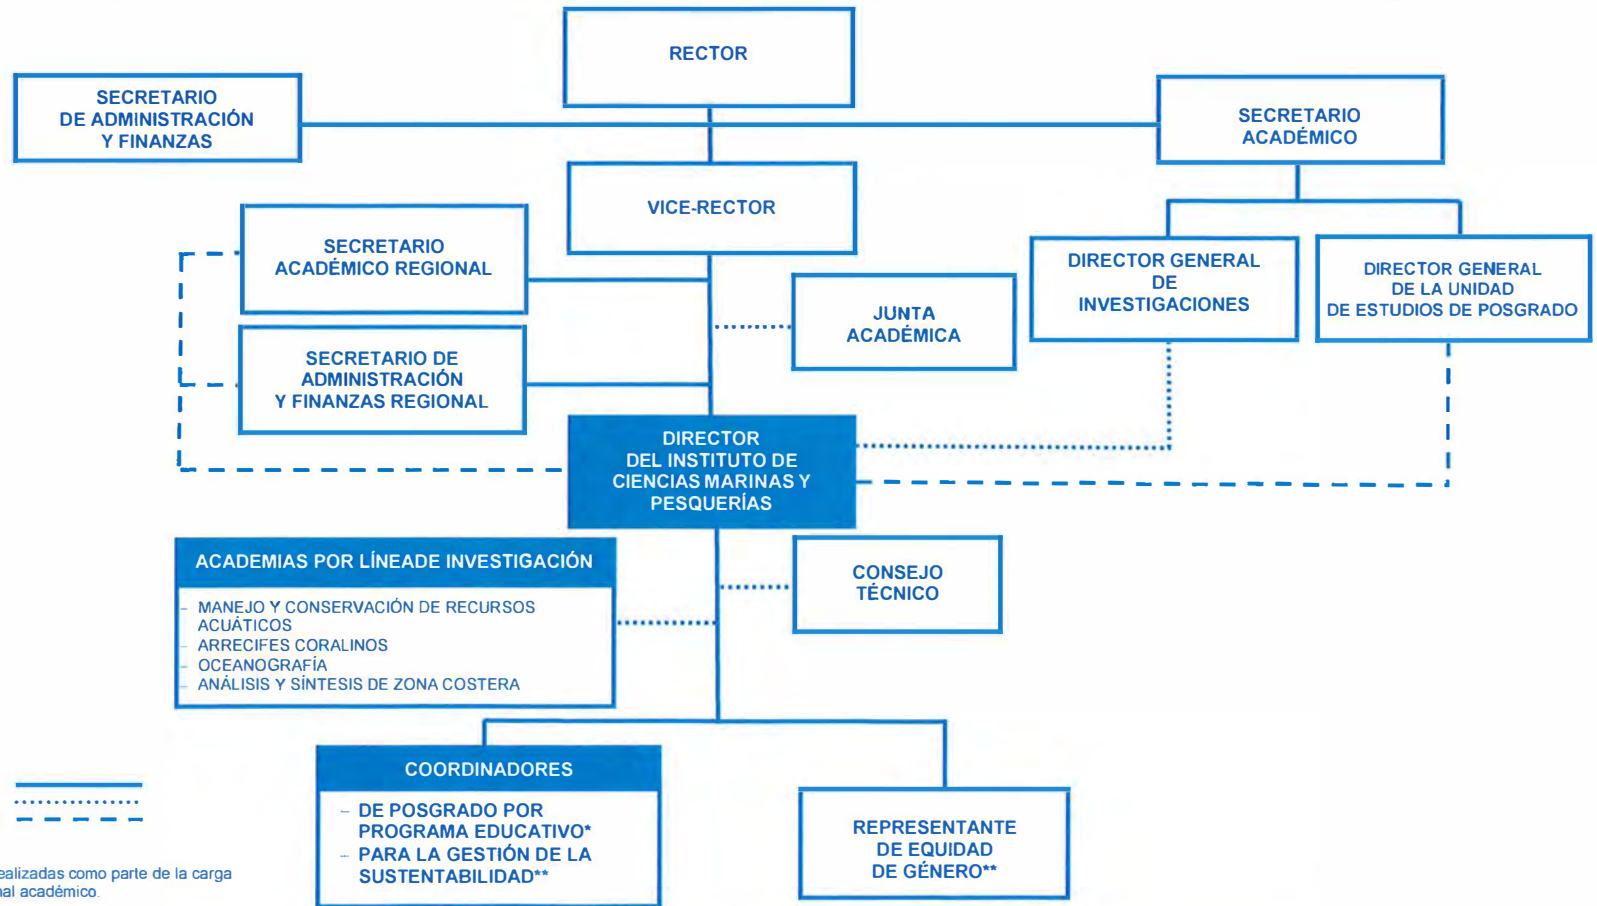 RECTOR
SECRETARIO
DE ADMINISTRACIÓN
Y FINANZAS
SECRETARIO
ACADÉMICO
VICE-RECTOR
SECRETARIO
ACADÉMICO REGIONAL
DIRECTOR GENERAL
DE
INVESTIGACIONES
DIRECTOR GENERAL
DE LA UNIDAD
DE ESTUDIOS DE POSGRADO
JUNTA
ACADÉMICA
SECRETARIO DE
ADMINISTRACIÓN
Y FINANZAS REGIONAL
DIRECTOR
DEL INSTITUTO DE
CIENCIAS MARINAS Y
PESQUERÍAS
ACADEMIAS POR LÍNEADE INVESTIGACIÓN
– MANEJO Y CONSERVACIÓN DE RECURSOS
ACUÁTICOS
– ARRECIFES CORALINOS
– OCEANOGRAFÍA
– ANÁLISIS Y SÍNTESIS DE ZONA COSTERA
CONSEJO
TÉCNICO
COORDINADORES
– DE POSGRADO POR
PROGRAMA EDUCATIVO*
– PARA LA GESTIÓN DE LA
SUSTENTABILIDAD**
REPRESENTANTE
DE EQUIDAD
DE GÉNERO**
ealizadas como parte de la carga
nal académico.